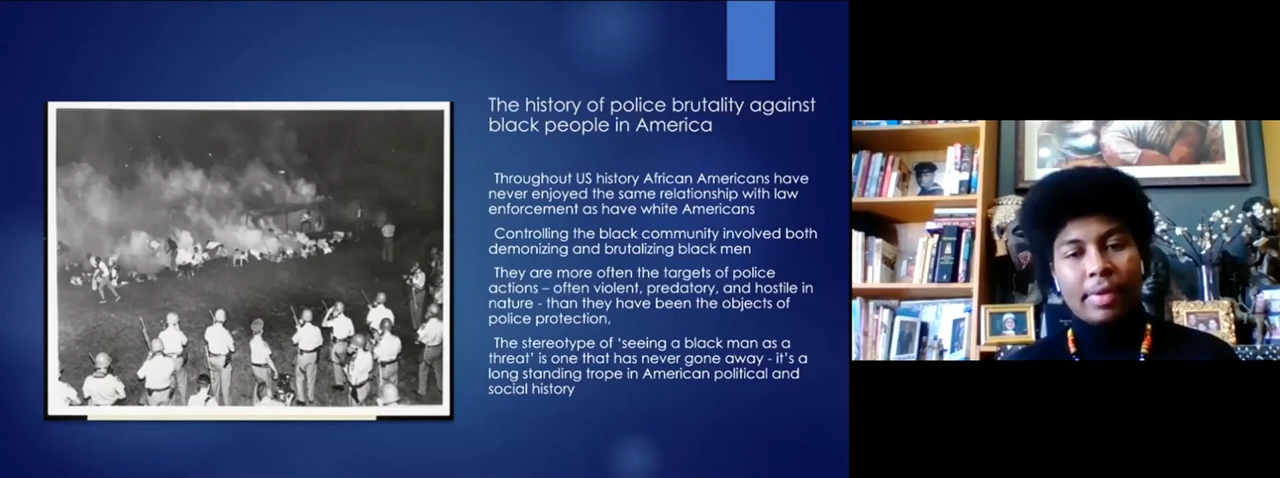 The history of police brutality against
black people in America
Throughout US history African Americans have
never enjoyed the same relationship with law
enforcement as have white Americans
Controlling the black community involved both
demonizing and brutalizing black men
They are more often the targets of police
actions – often violent, predatory, and hostile in
nature - than they have been the objects of
police protection,
The stereotype of ‘seeing a black man as a
threat’ is one that has never gone away - it’s a
long standing trope in American political and
social history